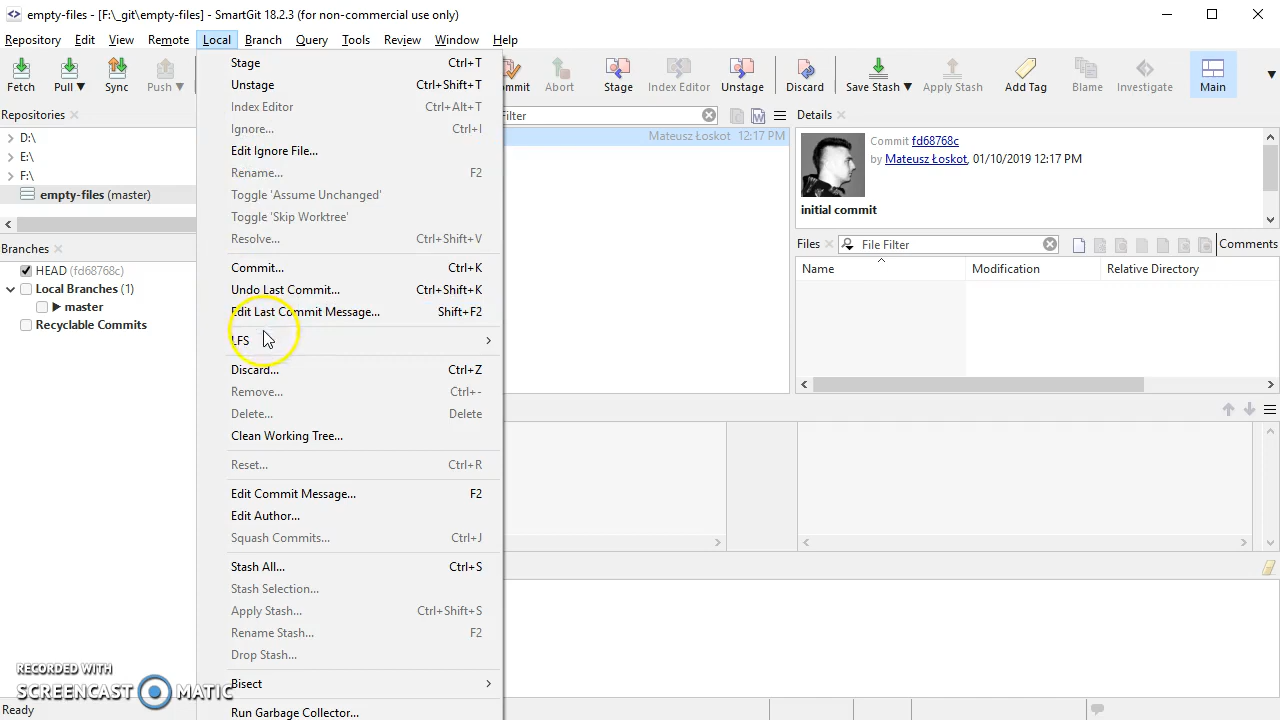 empty-files - [F:\_git\empty-files] - SmartGit 18.2.3 (for non-commercial use only)
Repository Edit View Remote Local Branch Query Tools Review Window Help
Fetch Pull Sync Push Abort Stage Index Editor Unstage Discard Save Stash Apply Stash Add Tag Blame Investigate Main
Repositories
D:\
E:\
F:\
empty-files (master)
Branches
HEAD (fd68768c)
Local Branches (1)
master
Recyclable Commits
Stage Ctrl+T
Unstage Ctrl+Shift+T
Index Editor Ctrl+Alt+T
Ignore... Ctrl+I
Edit Ignore File...
Rename... F2
Toggle 'Assume Unchanged'
Toggle 'Skip Worktree'
Resolve... Ctrl+Shift+V
Commit... Ctrl+K
Undo Last Commit... Ctrl+Shift+K
Edit Last Commit Message... Shift+F2
LFS
Discard... Ctrl+Z
Remove... Ctrl+-
Delete... Delete
Clean Working Tree...
Reset... Ctrl+R
Edit Commit Message... F2
Edit Author...
Squash Commits... Ctrl+J
Stash All... Ctrl+S
Stash Selection...
Apply Stash... Ctrl+Shift+S
Rename Stash... F2
Drop Stash...
Bisect
Run Garbage Collector...
Filter
Mateusz Łoskot 12:17 PM
Details
Commit fd68768c
by Mateusz Łoskot, 01/10/2019 12:17 PM
initial commit
Files File Filter Comments
Name Modification Relative Directory
RECORDED WITH
SCREENCAST MATIC
Ready